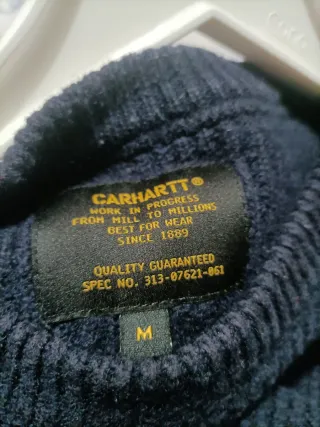 CARHARTT®
WORK IN PROGRESS
FROM MILL TO MILLIONS
BEST FOR WEAR
SINCE 1889
QUALITY GUARANTEED
SPEC NO. 313-07621-061
M